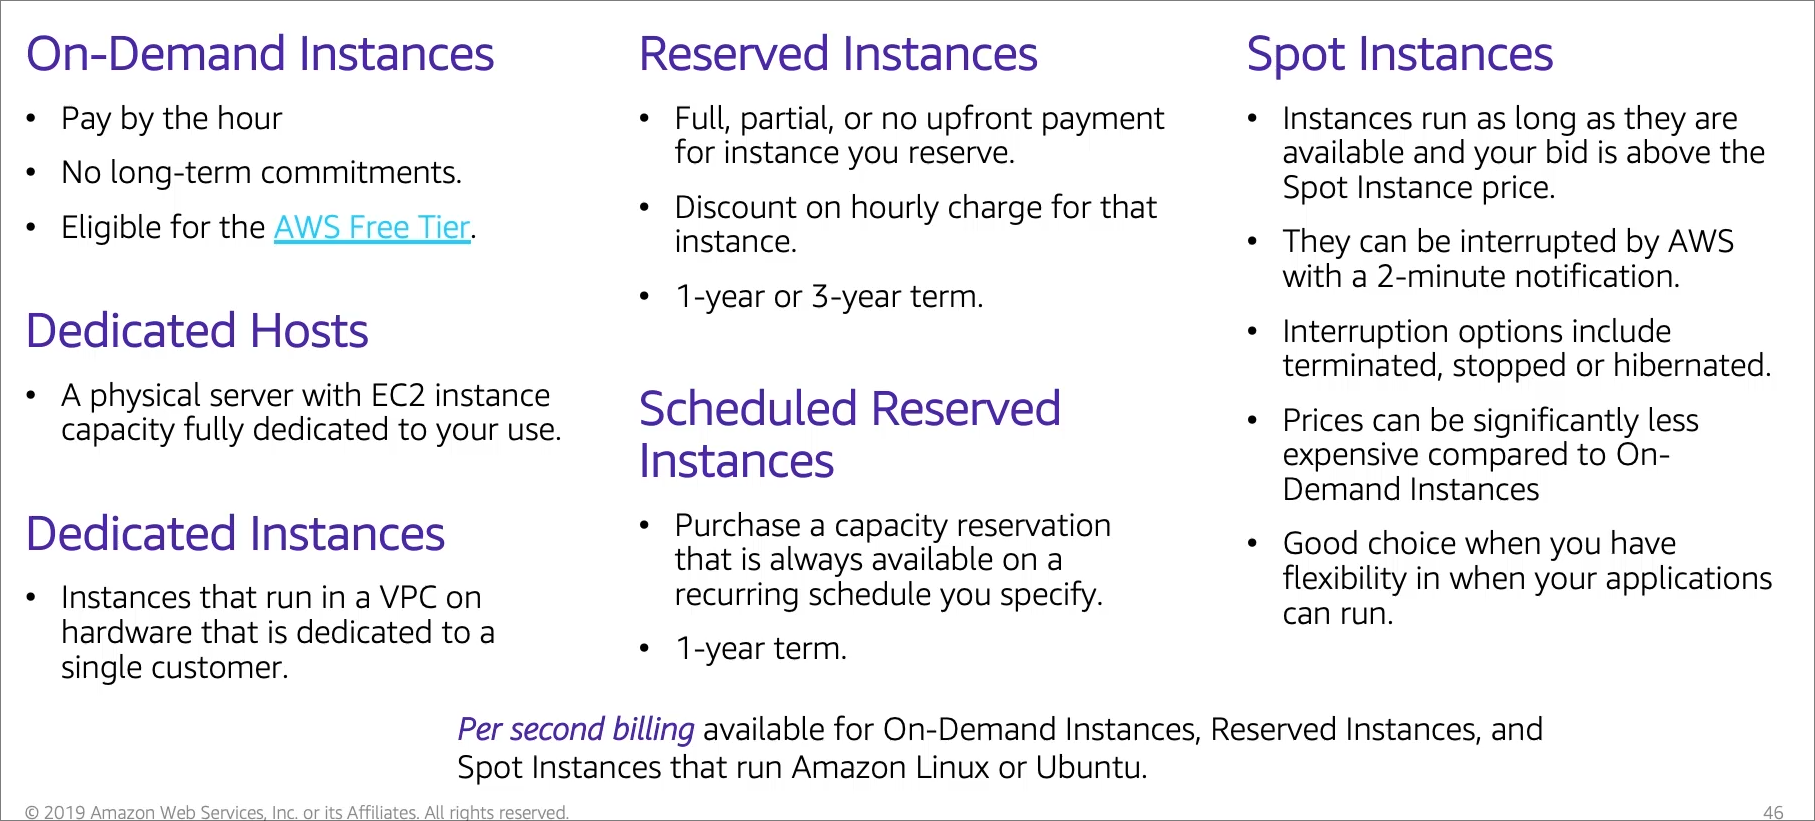 On-Demand Instances
• Pay by the hour
• No long-term commitments.
• Eligible for the AWS Free Tier.
Dedicated Hosts
• A physical server with EC2 instance
capacity fully dedicated to your use.
Dedicated Instances
• Instances that run in a VPC on
hardware that is dedicated to a
single customer.
Reserved Instances
• Full, partial, or no upfront payment
for instance you reserve.
• Discount on hourly charge for that
instance.
• 1-year or 3-year term.
Scheduled Reserved
Instances
• Purchase a capacity reservation
that is always available on a
recurring schedule you specify.
• 1-year term.
Spot Instances
• Instances run as long as they are
available and your bid is above the
Spot Instance price.
• They can be interrupted by AWS
with a 2-minute notification.
• Interruption options include
terminated, stopped or hibernated.
• Prices can be significantly less
expensive compared to On-
Demand Instances
• Good choice when you have
flexibility in when your applications
can run.
Per second billing available for On-Demand Instances, Reserved Instances, and
Spot Instances that run Amazon Linux or Ubuntu.
© 2019 Amazon Web Services, Inc. or its Affiliates. All rights reserved.
46